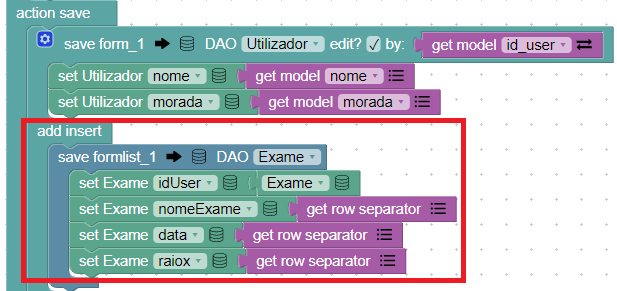 action save
save form_1 DAO Utilizador edit? by: get model id_user
set Utilizador nome get model nome
set Utilizador morada get model morada
add insert
save formlist_1 DAO Exame
set Exame idUser Exame
set Exame nomeExame get row separator
set Exame data get row separator
set Exame raiox get row separator